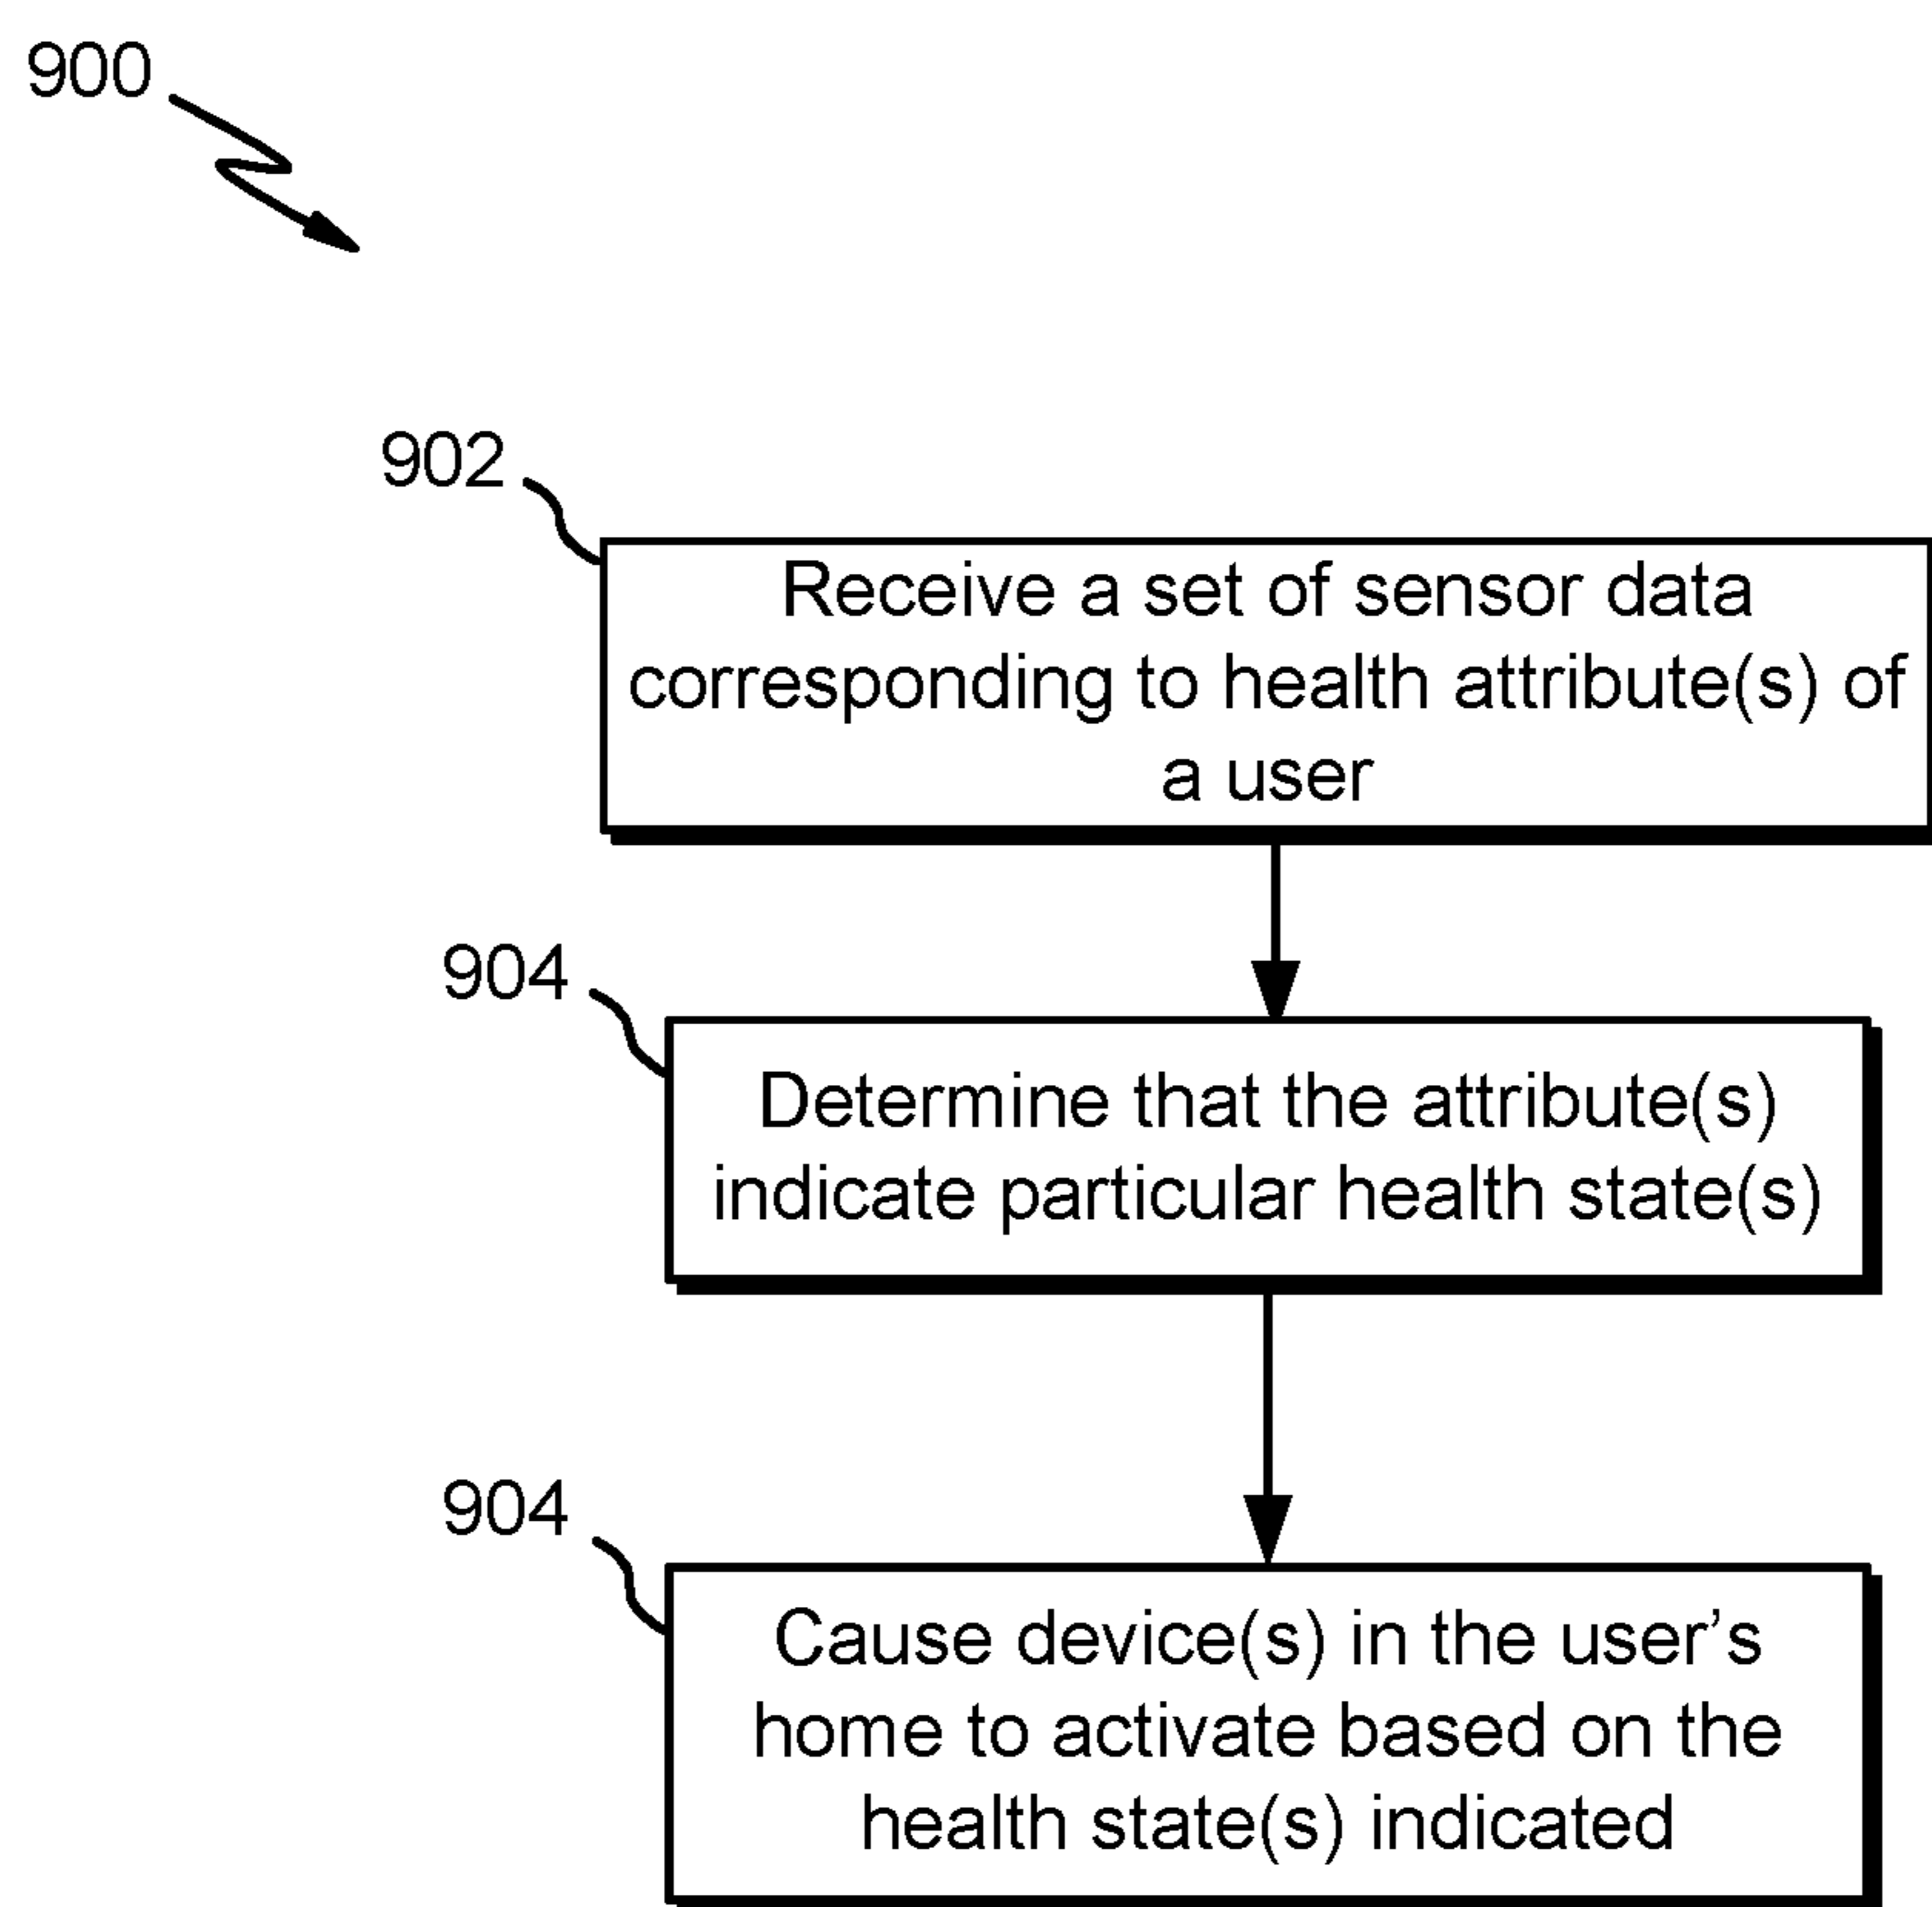 900
902
Receive a set of sensor data
corresponding to health attribute(s) of
a user
904
Determine that the attribute(s)
indicate particular health state(s)
904
Cause device(s) in the user’s
home to activate based on the
health state(s) indicated